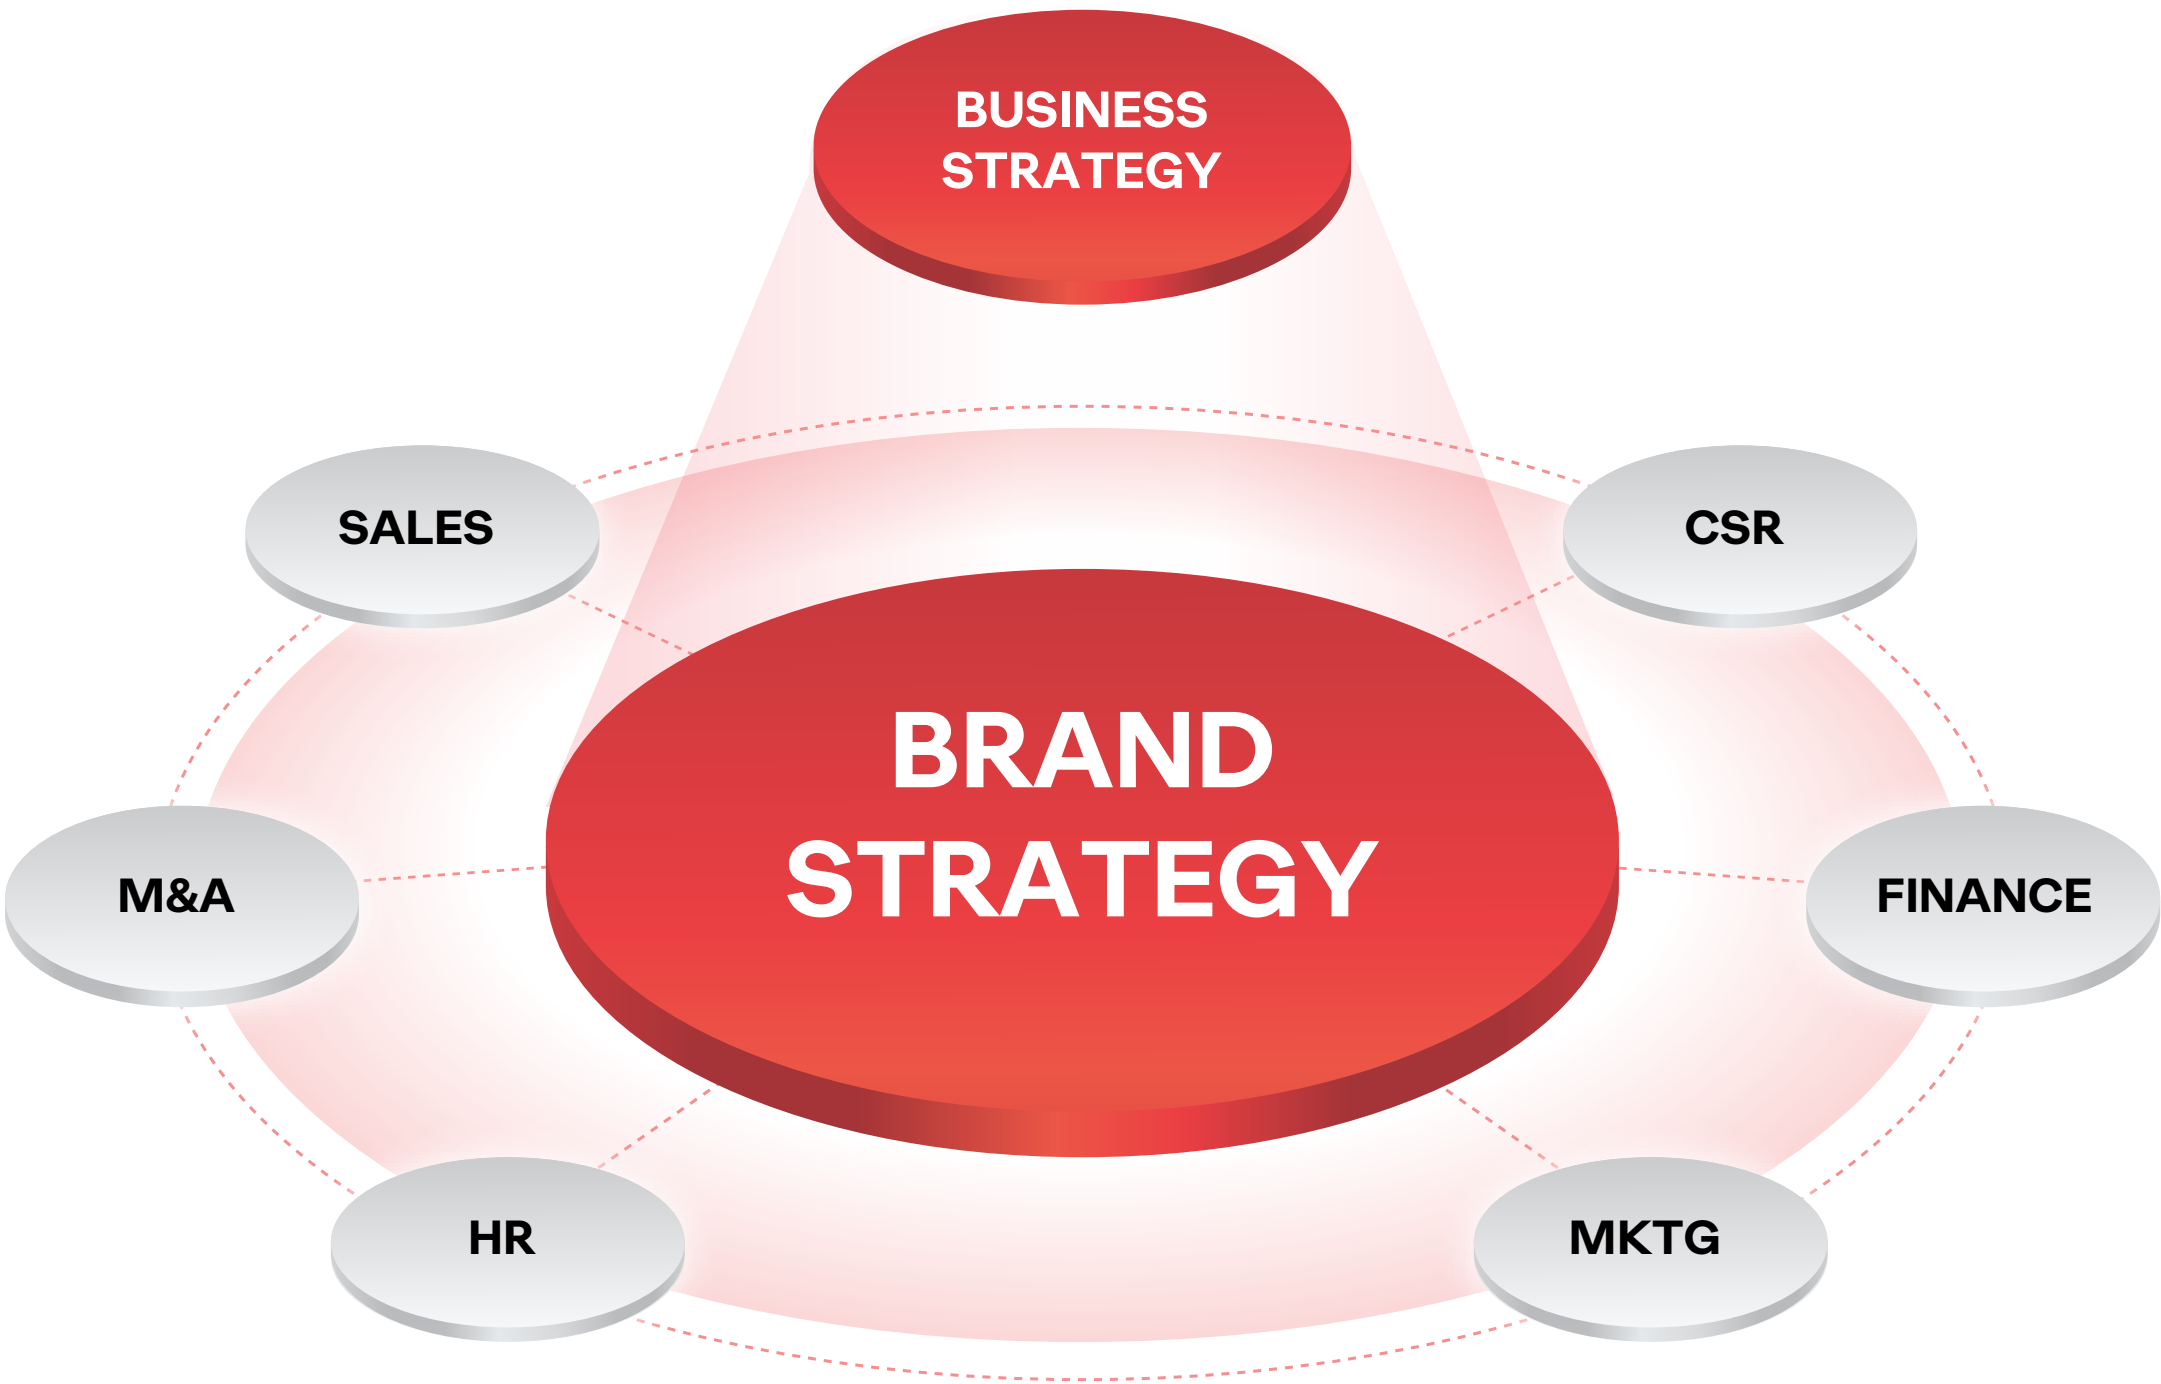 BUSINESS
STRATEGY
SALES
CSR
BRAND
STRATEGY
M&A
FINANCE
HR
MKTG